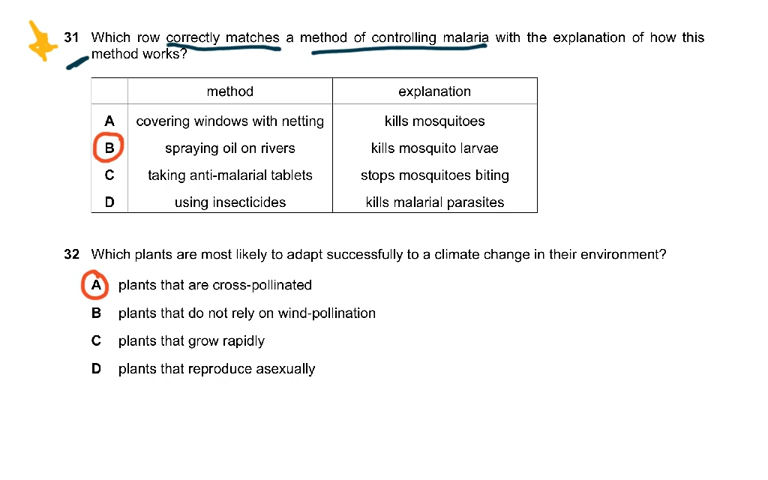 31 Which row correctly matches a method of controlling malaria with the explanation of how this
method works?
method explanation
A covering windows with netting kills mosquitoes
B spraying oil on rivers kills mosquito larvae
C taking anti-malarial tablets stops mosquitoes biting
D using insecticides kills malarial parasites
32 Which plants are most likely to adapt successfully to a climate change in their environment?
A plants that are cross-pollinated
B plants that do not rely on wind-pollination
C plants that grow rapidly
D plants that reproduce asexually